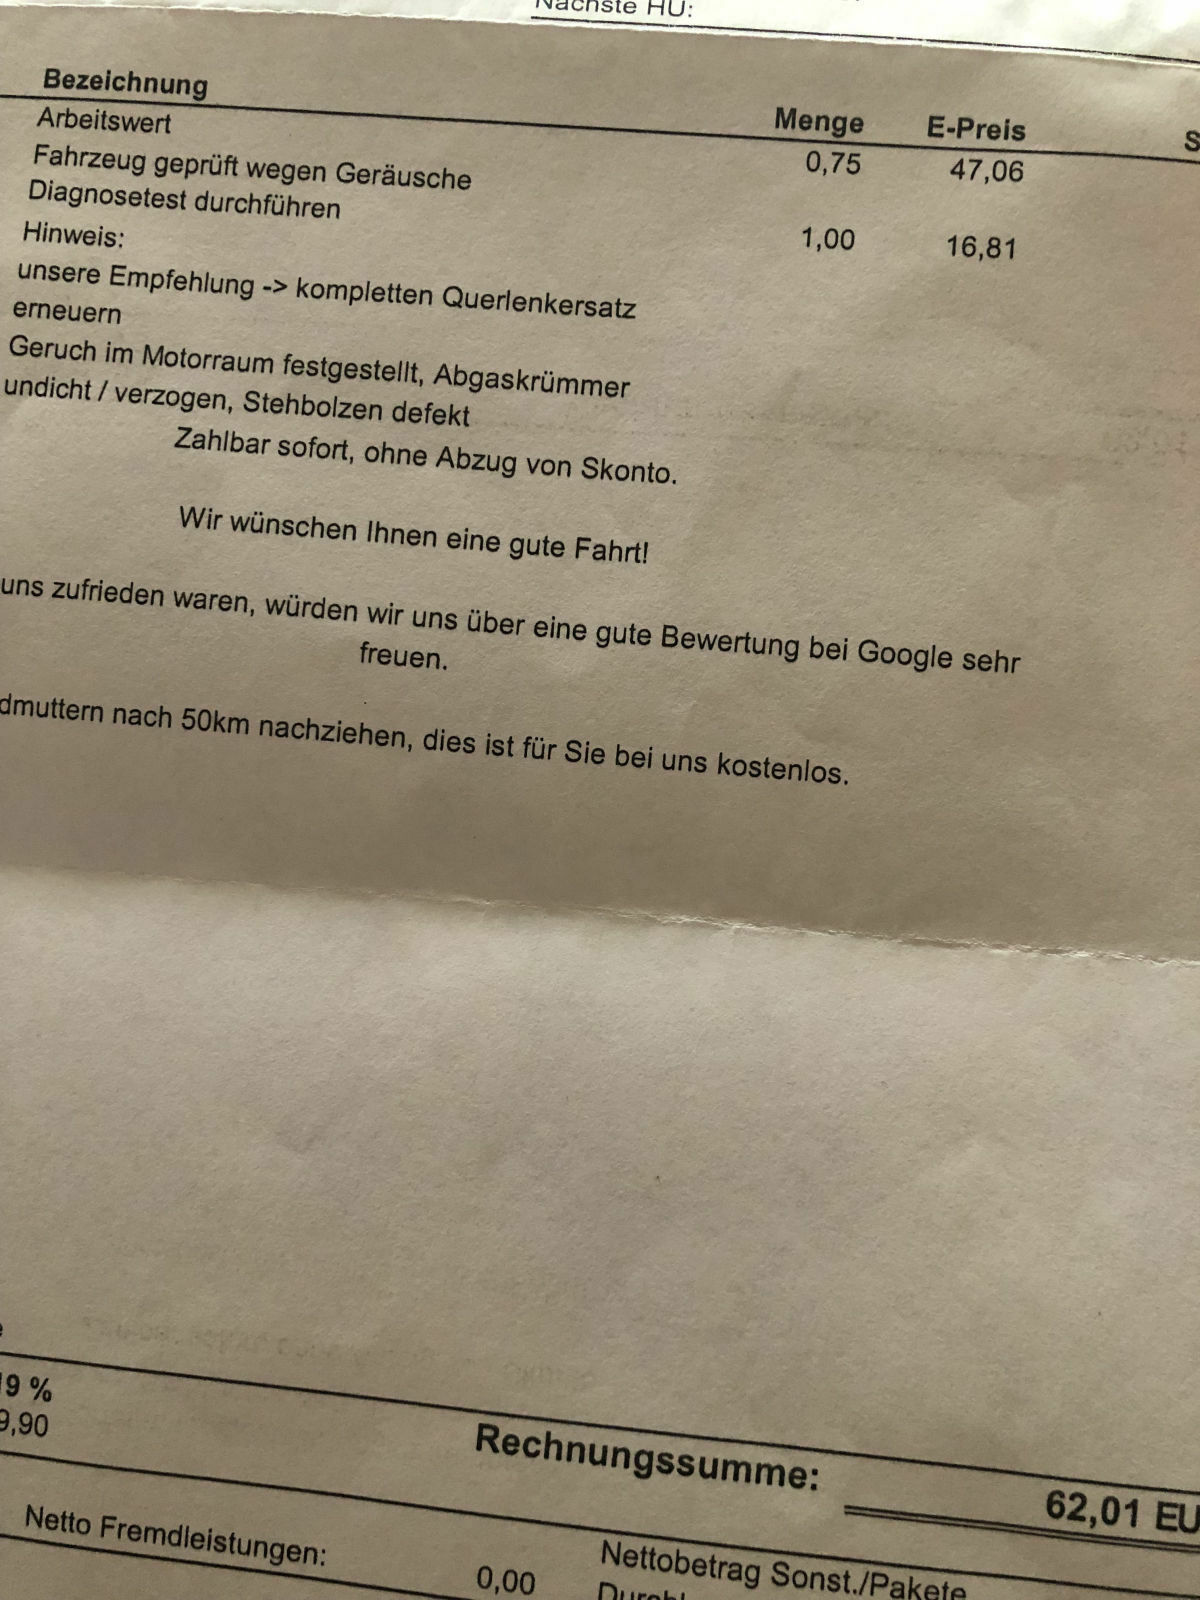 Nächste HU:
Bezeichnung Menge E-Preis
Arbeitswert 0,75 47,06
Fahrzeug geprüft wegen Geräusche
Diagnosetest durchführen 1,00 16,81
Hinweis:
unsere Empfehlung -> kompletten Querlenkersatz
erneuern
Geruch im Motorraum festgestellt, Abgaskrümmer
undicht / verzogen, Stehbolzen defekt
Zahlbar sofort, ohne Abzug von Skonto.
Wir wünschen Ihnen eine gute Fahrt!
uns zufrieden waren, würden wir uns über eine gute Bewertung bei Google sehr
freuen.
dmuttern nach 50km nachziehen, dies ist für Sie bei uns kostenlos.
19 %
9,90
Rechnungssumme: 62,01 EU
Netto Fremdleistungen: 0,00
Nettobetrag Sonst./Pakete